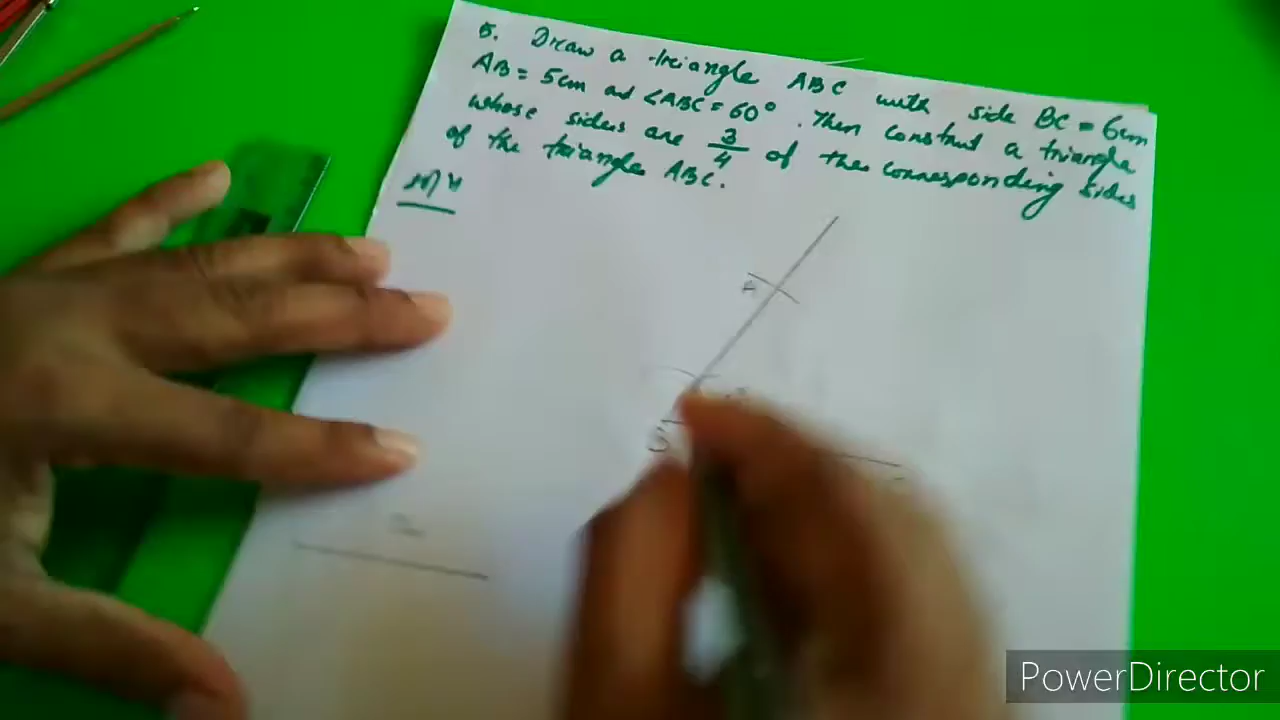 5. Draw a triangle ABC with side BC = 6cm
AB = 5cm and ∠ABC = 60°. Then construct a triangle
whose sides are 3/4 of the corresponding sides
of the triangle ABC.
A
B
PowerDirector